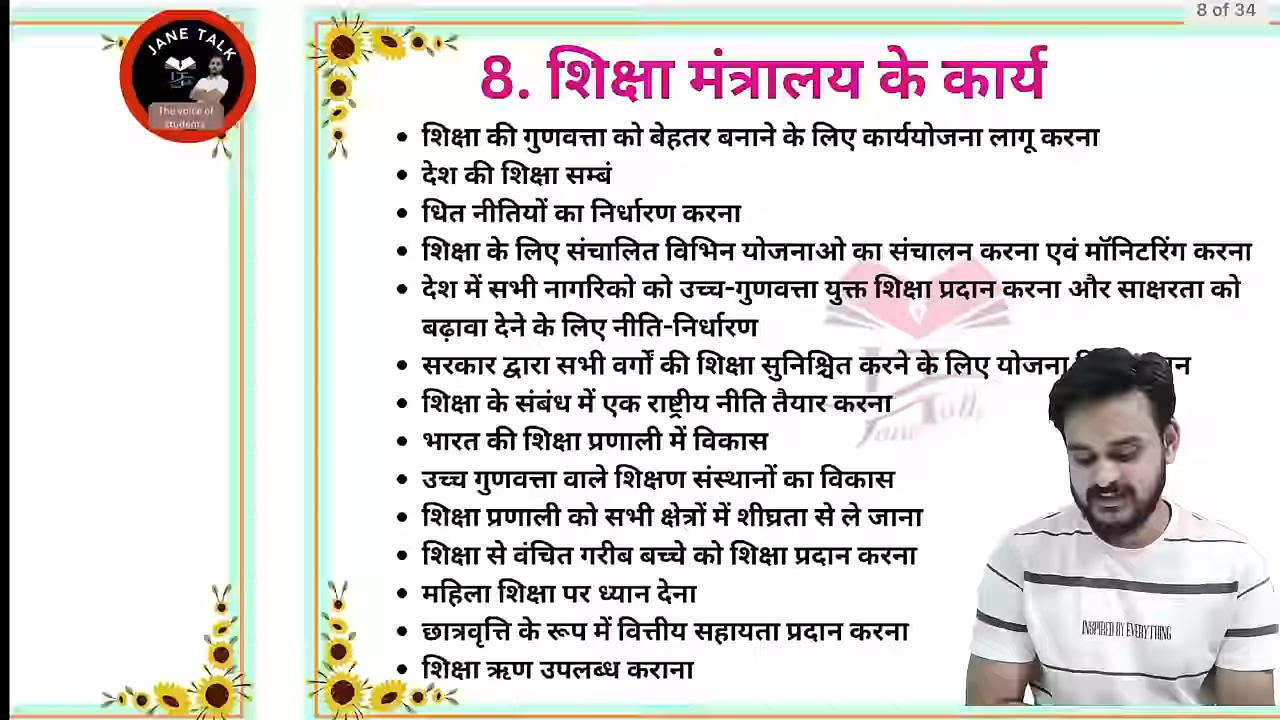 8 of 34
JANE TALK
The voice of
students
8. शिक्षा मंत्रालय के कार्य
• शिक्षा की गुणवत्ता को बेहतर बनाने के लिए कार्ययोजना लागू करना
• देश की शिक्षा सम्बं
• धित नीतियों का निर्धारण करना
• शिक्षा के लिए संचालित विभिन योजनाओ का संचालन करना एवं मॉनिटरिंग करना
• देश में सभी नागरिको को उच्च-गुणवत्ता युक्त शिक्षा प्रदान करना और साक्षरता को
बढ़ावा देने के लिए नीति-निर्धारण
• सरकार द्वारा सभी वर्गों की शिक्षा सुनिश्चित करने के लिए योजना
• शिक्षा के संबंध में एक राष्ट्रीय नीति तैयार करना
• भारत की शिक्षा प्रणाली में विकास
• उच्च गुणवत्ता वाले शिक्षण संस्थानों का विकास
• शिक्षा प्रणाली को सभी क्षेत्रों में शीघ्रता से ले जाना
• शिक्षा से वंचित गरीब बच्चे को शिक्षा प्रदान करना
• महिला शिक्षा पर ध्यान देना
• छात्रवृत्ति के रूप में वित्तीय सहायता प्रदान करना
• शिक्षा ऋण उपलब्ध कराना
INSPIRED BY EVERYTHING